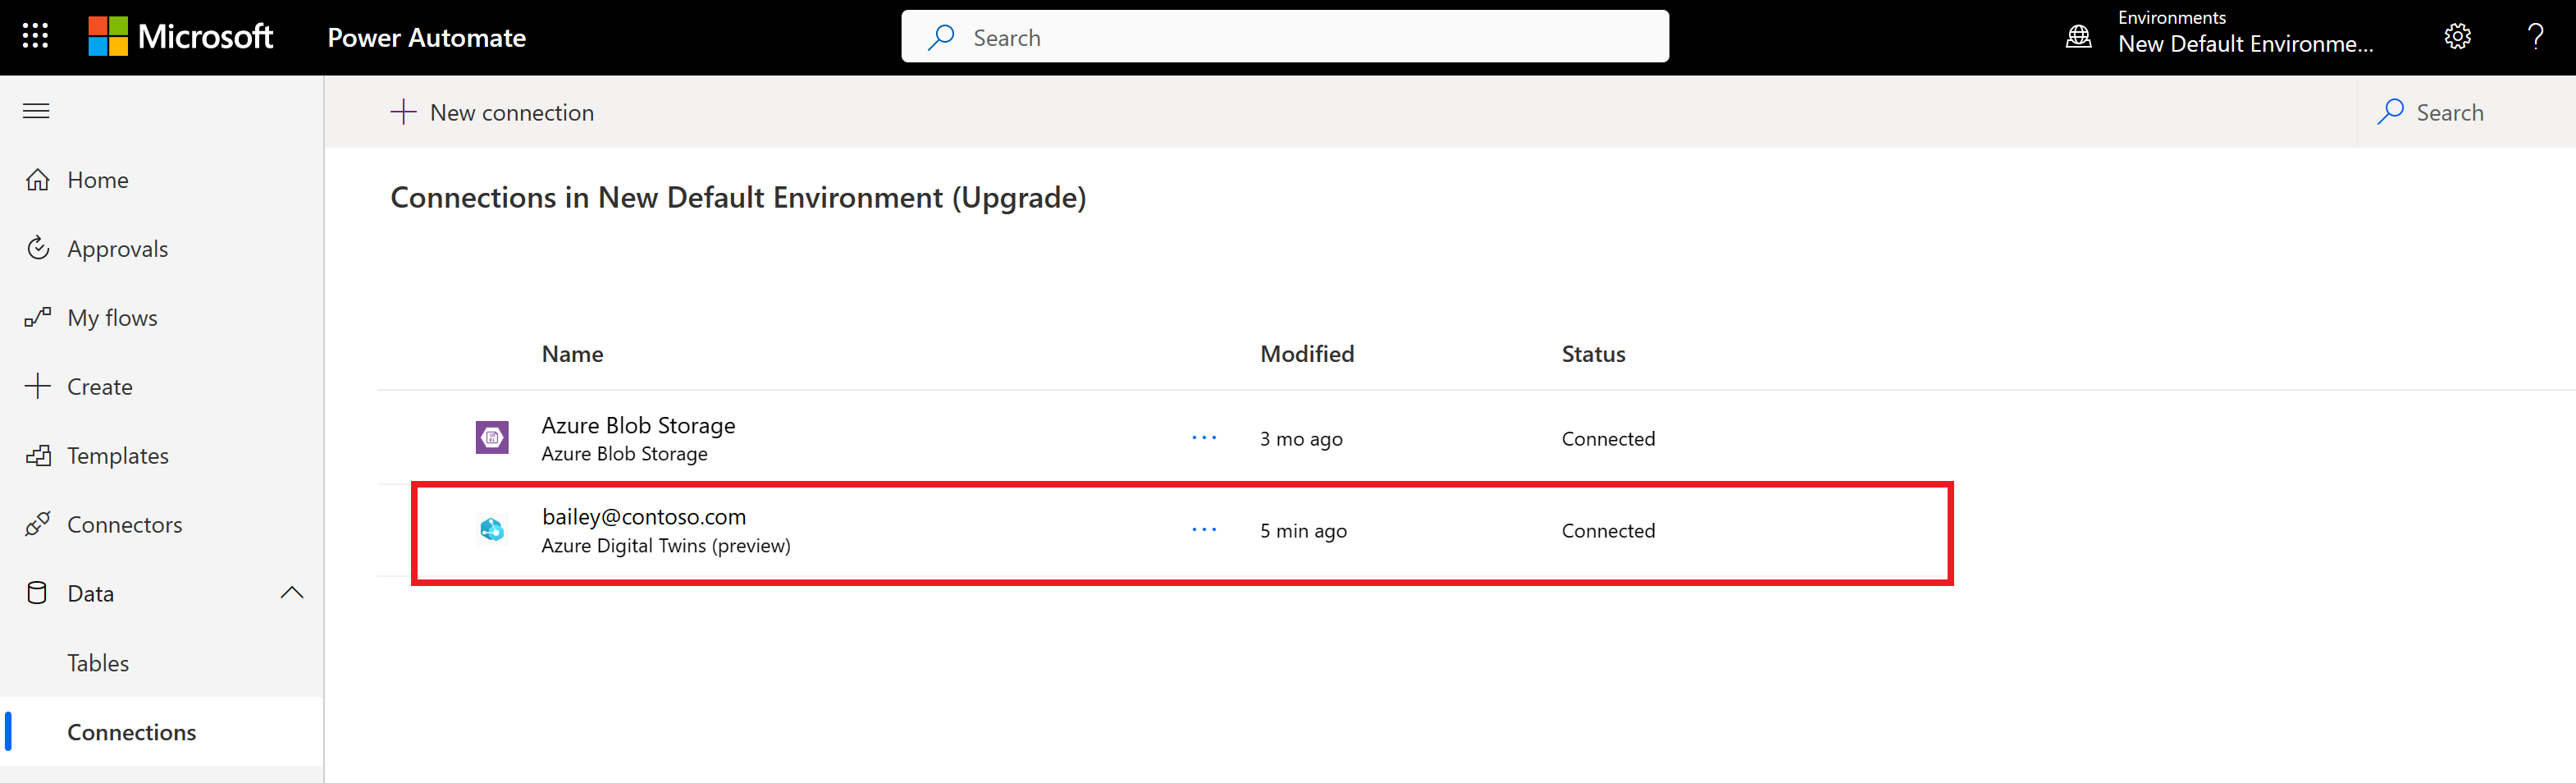 Microsoft
Power Automate
Search
Environments
New Default Environme...
?
New connection
Search
Home
Approvals
My flows
Create
Templates
Connectors
Data
Tables
Connections
Connections in New Default Environment (Upgrade)
Name Modified Status
Azure Blob Storage
Azure Blob Storage
··· 3 mo ago Connected
bailey@contoso.com
Azure Digital Twins (preview)
··· 5 min ago Connected